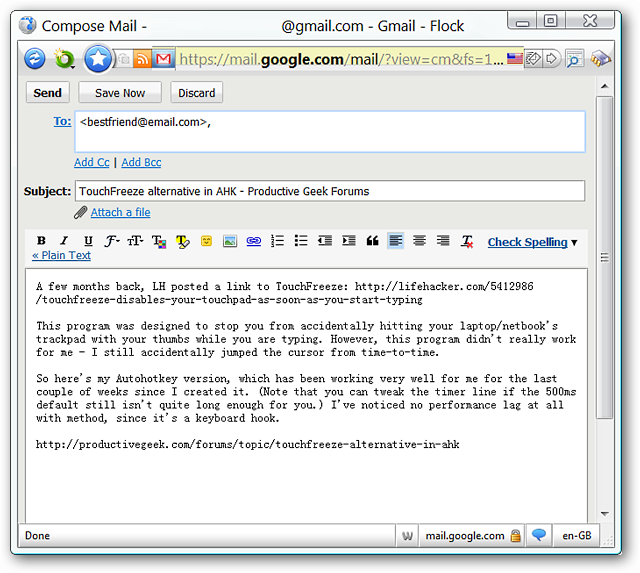 Compose Mail - @gmail.com - Gmail - Flock
https://mail.google.com/mail/?view=cm&fs=1...
Send Save Now Discard
To: <bestfriend@email.com>,
Add Cc | Add Bcc
Subject: TouchFreeze alternative in AHK - Productive Geek Forums
Attach a file
B I U F T T T Check Spelling ▼
« Plain Text
A few months back, LH posted a link to TouchFreeze: http://lifehacker.com/5412986
/touchfreeze-disables-your-touchpad-as-soon-as-you-start-typing
This program was designed to stop you from accidentally hitting your laptop/netbook's
trackpad with your thumbs while you are typing. However, this program didn't really work
for me - I still accidentally jumped the cursor from time-to-time.
So here's my Autohotkey version, which has been working very well for me for the last
couple of weeks since I created it. (Note that you can tweak the timer line if the 500ms
default still isn't quite long enough for you.) I've noticed no performance lag at all
with method, since it's a keyboard hook.
http://productivegeek.com/forums/topic/touchfreeze-alternative-in-ahk
Done W mail.google.com en-GB